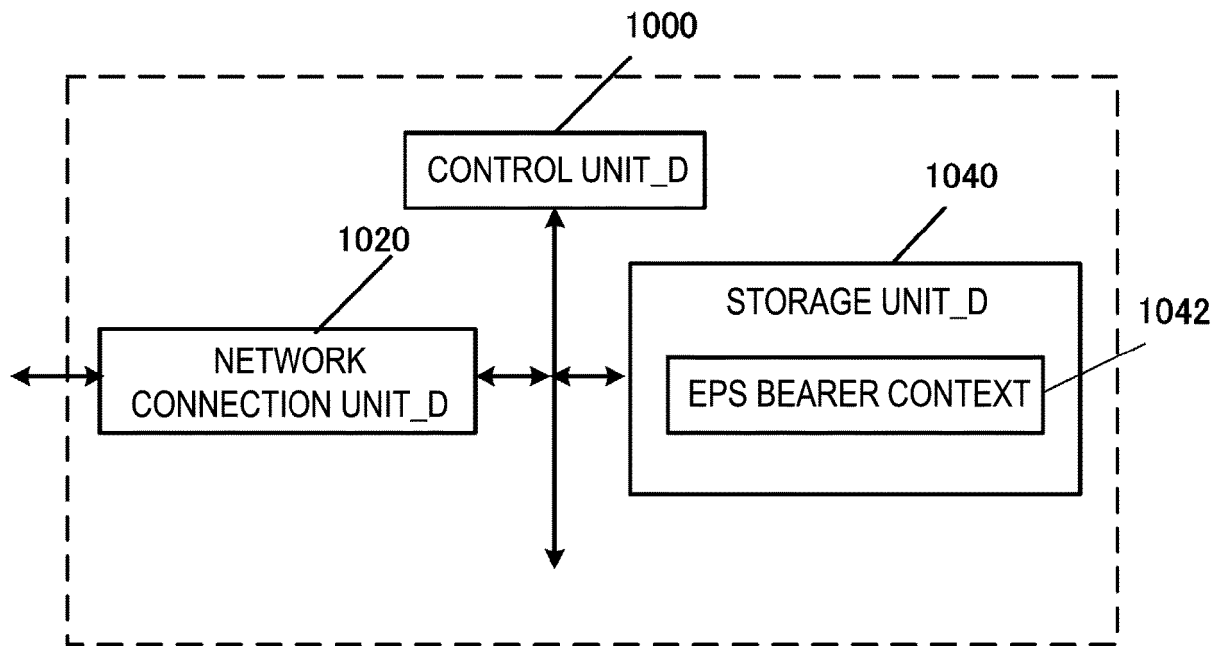 1000
CONTROL UNIT_D
1040
1020
STORAGE UNIT_D
1042
NETWORK
CONNECTION UNIT_D
EPS BEARER CONTEXT